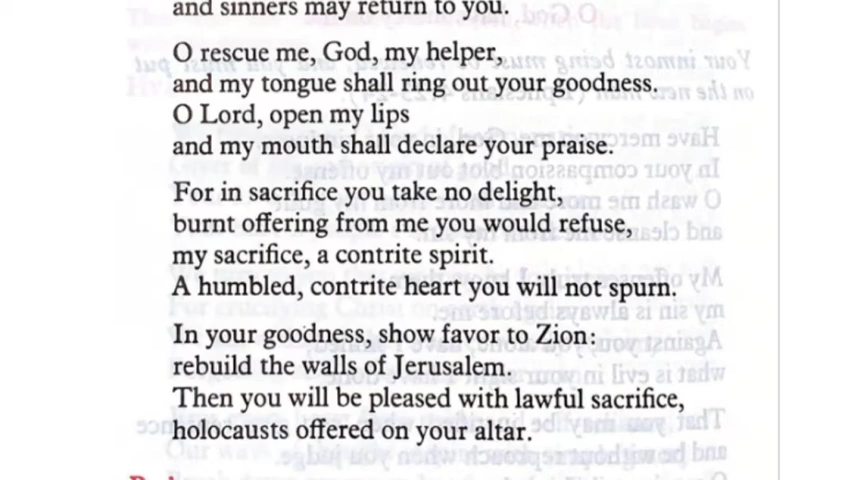 and sinners may return to you.
O rescue me, God, my helper,
and my tongue shall ring out your goodness.
O Lord, open my lips
and my mouth shall declare your praise.
For in sacrifice you take no delight,
burnt offering from me you would refuse,
my sacrifice, a contrite spirit.
A humbled, contrite heart you will not spurn.
In your goodness, show favor to Zion:
rebuild the walls of Jerusalem.
Then you will be pleased with lawful sacrifice,
holocausts offered on your altar.